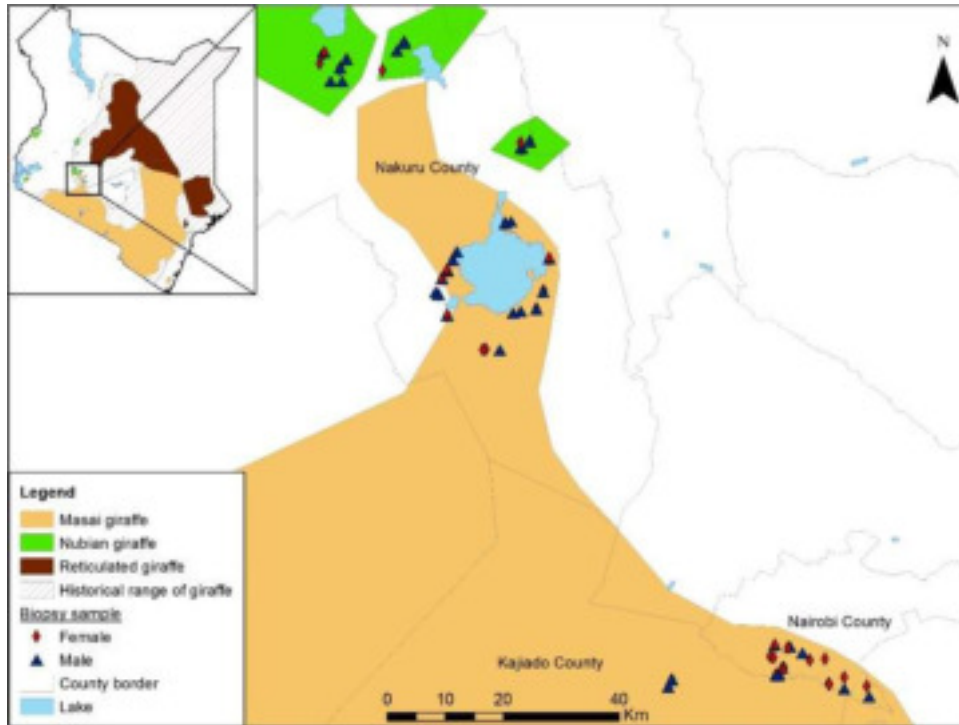 N
Nakuru County
Legend
Masai giraffe
Nubian giraffe
Reticulated giraffe
Historical range of giraffe
Biopsy sample
Female
Male
County border
Lake
Nairobi County
Kajiado County
0 10 20 40
Km